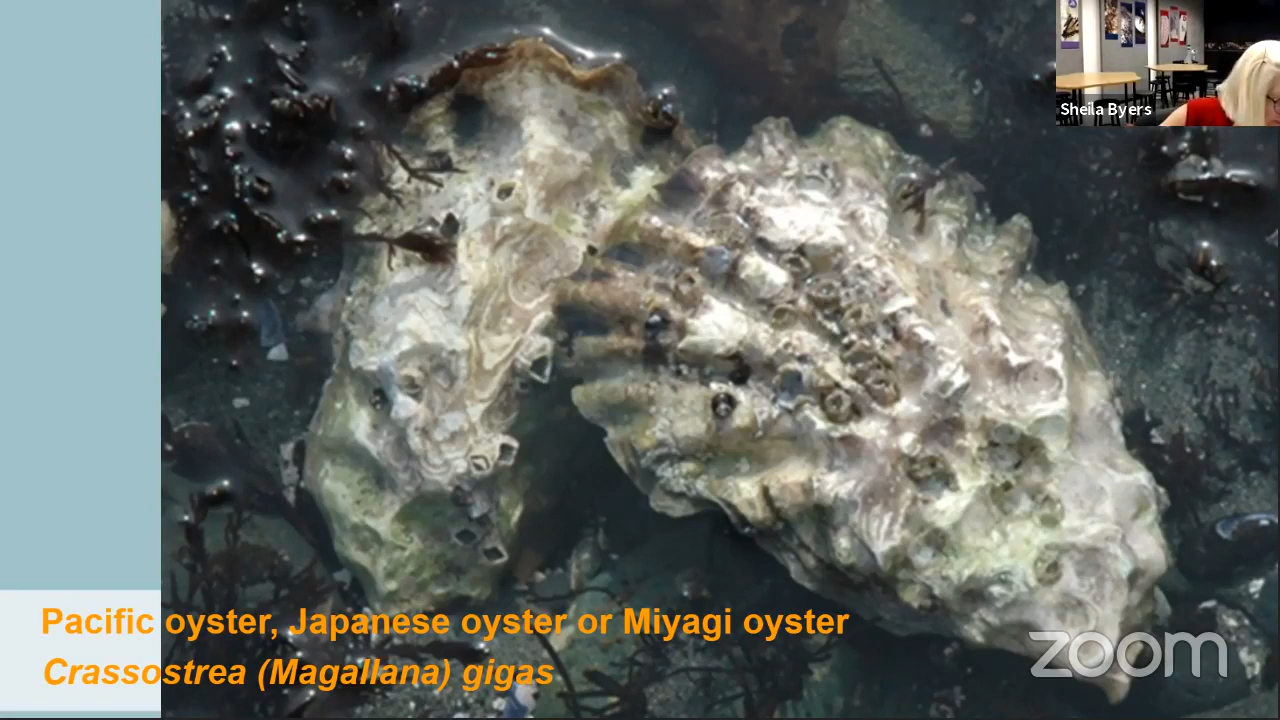 Sheila Byers
Pacific oyster, Japanese oyster or Miyagi oyster
Crassostrea (Magallana) gigas
zoom